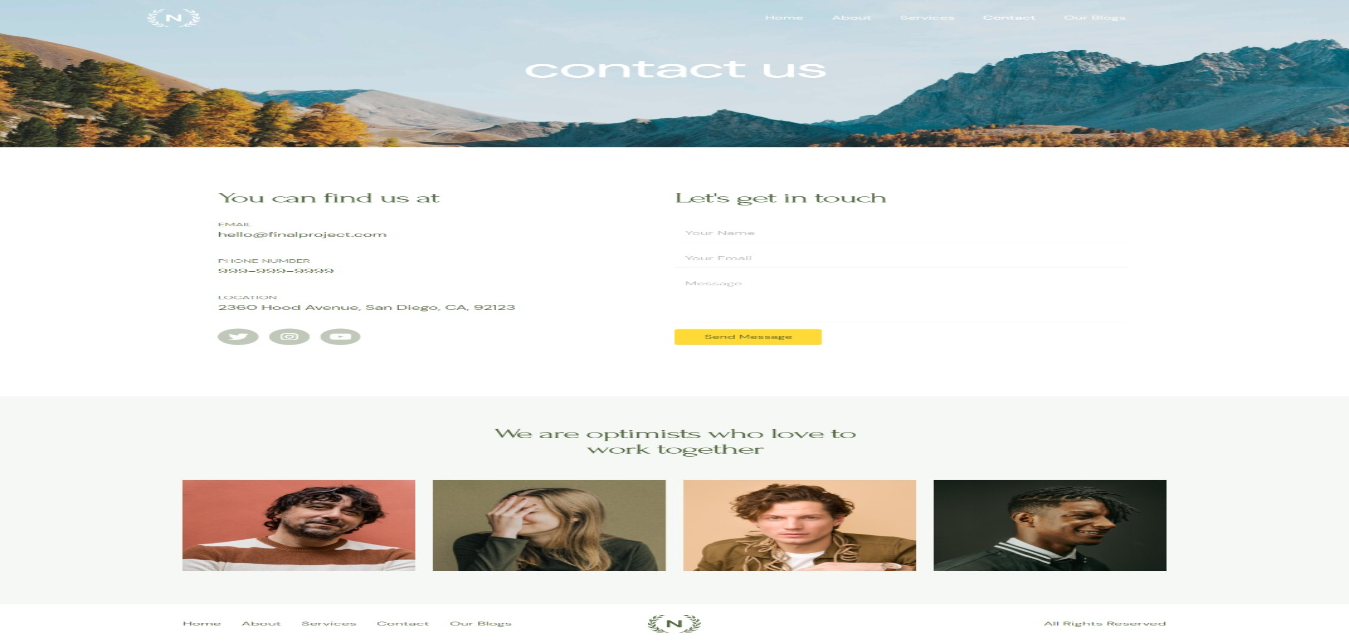 N
Home About Services Contact Our Blogs
contact us
You can find us at
EMAIL
hello@finalproject.com
PHONE NUMBER
999-999-9999
LOCATION
2360 Hood Avenue, San Diego, CA, 92123
Let's get in touch
Your Name
Your Email
Message
Send Message
We are optimists who love to
work together
Home About Services Contact Our Blogs
N
All Rights Reserved